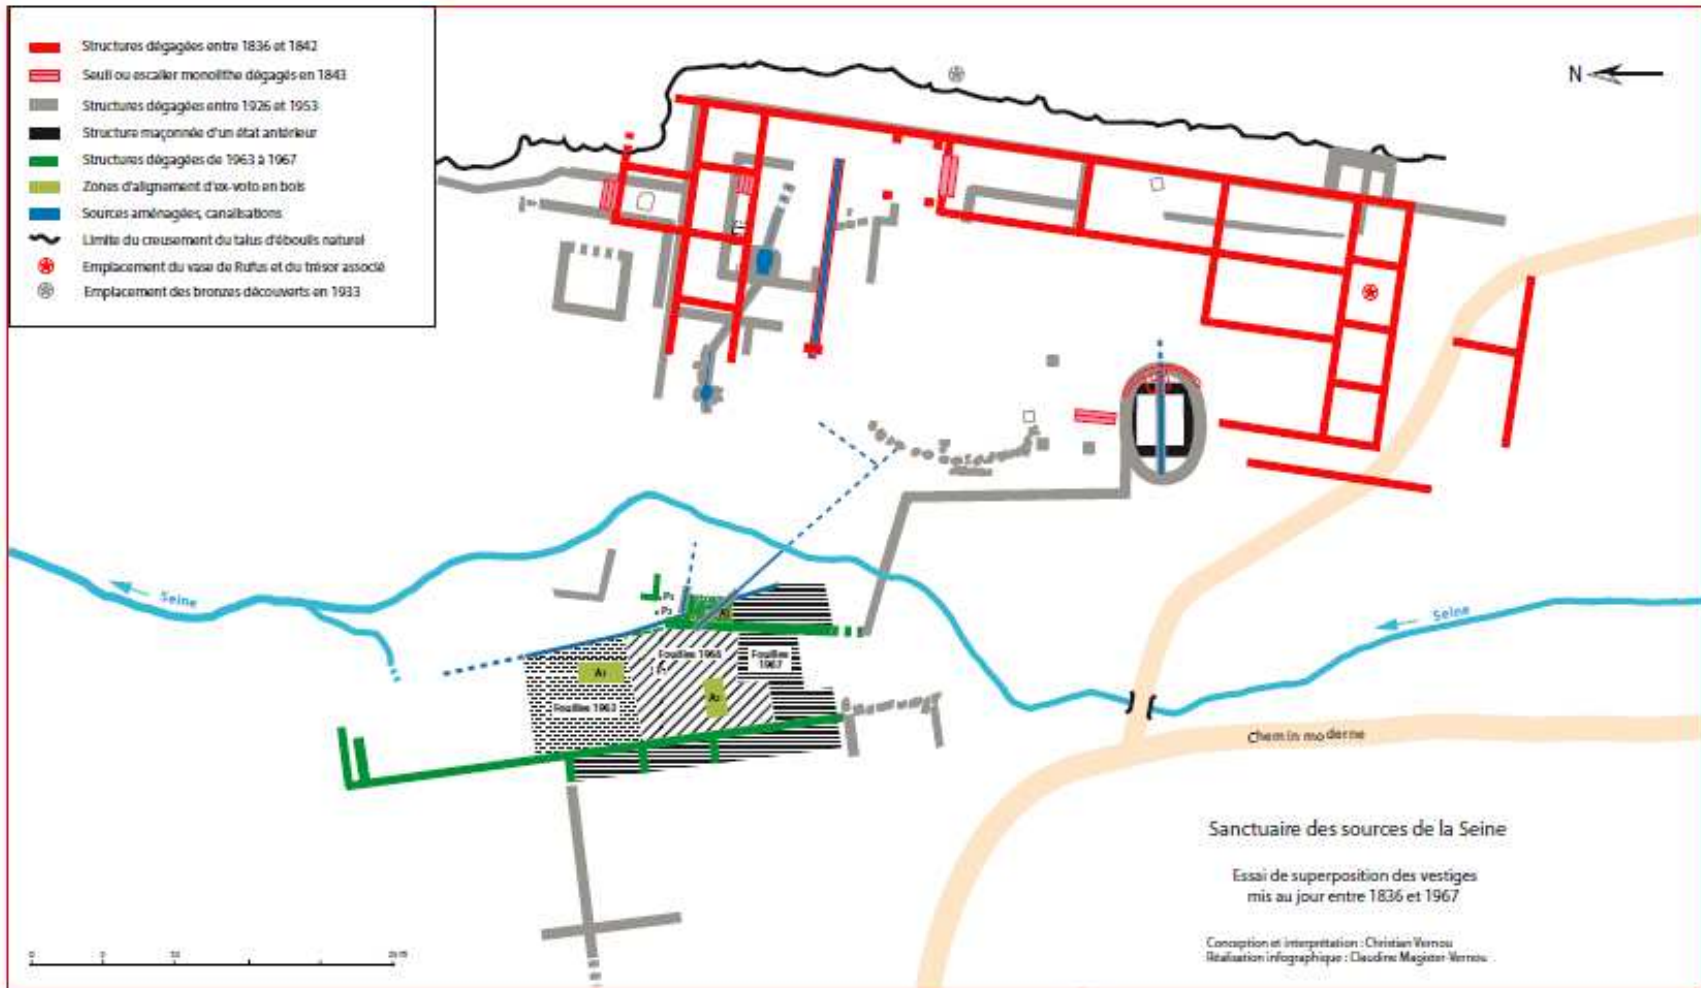 Structures dégagées entre 1836 et 1842
Seuil ou escalier monolithe dégagés en 1843
Structures dégagées entre 1926 et 1953
Structure maçonnée d'un état antérieur
Structures dégagées de 1963 à 1967
Zones d'alignement d'ex-voto en bois
Sources aménagées, canalisations
Limite du creusement du talus d'éboulis naturel
Emplacement du vase de Rufus et du trésor associé
Emplacement des bronzes découverts en 1933
N
Seine
Seine
Fouilles 1967
Fouilles 1963
A2
chemin moderne
Sanctuaire des sources de la Seine
Essai de superposition des vestiges
mis au jour entre 1836 et 1967
Conception et interprétation : Christian Vernou
Réalisation infographique : Claudine Magister-Vernou